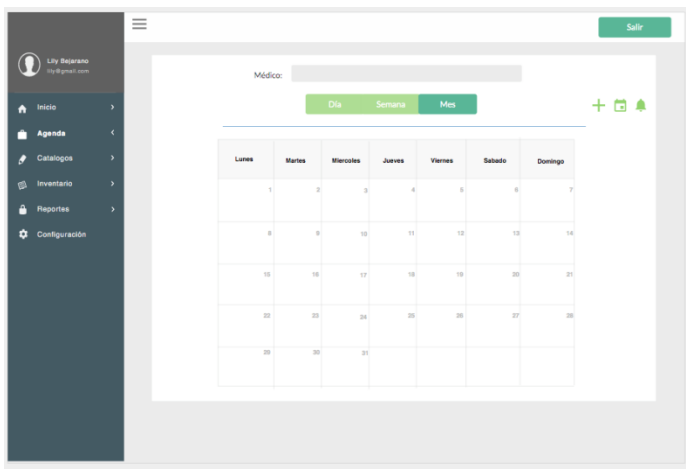 Salir
Lily Bejarano
lily@gmail.com
Médico:
Día Semana Mes
Inicio
Agenda
Catalogos
Inventario
Reportes
Configuración
Lunes Martes Miercoles Jueves Viernes Sabado Domingo
1 2 3 4 5 6 7
8 9 10 11 12 13 14
15 16 17 18 19 20 21
22 23 24 25 26 27 28
29 30 31